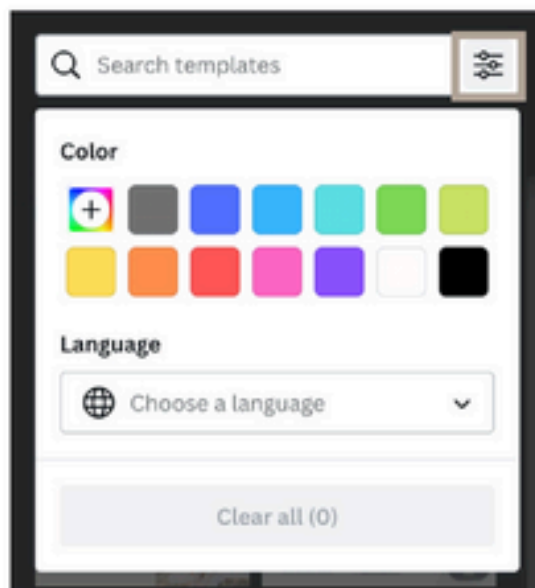 Search templates
Color
Language
Choose a language
Clear all (0)